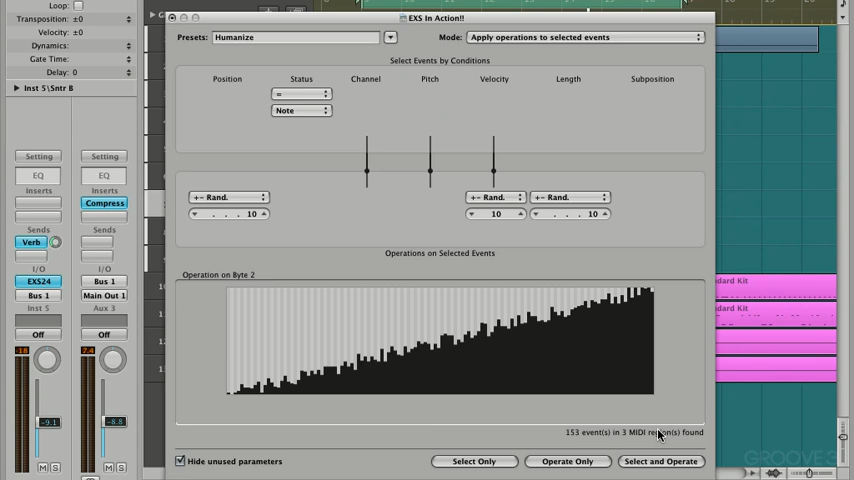 Loop:
Transposition: ±0
Velocity: ±0
Dynamics:
Gate Time:
Delay: 0
Inst 5\Sntr B
Setting
Setting
EQ
EQ
Inserts
Inserts
Compress
Sends
Sends
Verb
I/O
I/O
EXS24
Bus 1
Bus 1
Main Out 1
Inst 5
Aux 3
Off
Off
-18
7.4
-9.1
-8.8
M S
M S
EXS In Action!!
Presets: Humanize
Mode: Apply operations to selected events
Select Events by Conditions
Position Status Channel Pitch Velocity Length Subposition
=
Note
+- Rand. +- Rand. +- Rand.
. . . 10 10 . . . 10
Operations on Selected Events
Operation on Byte 2
153 event(s) in 3 MIDI region(s) found
Hide unused parameters
Select Only Operate Only Select and Operate
dard Kit
dard Kit
GROOVE3